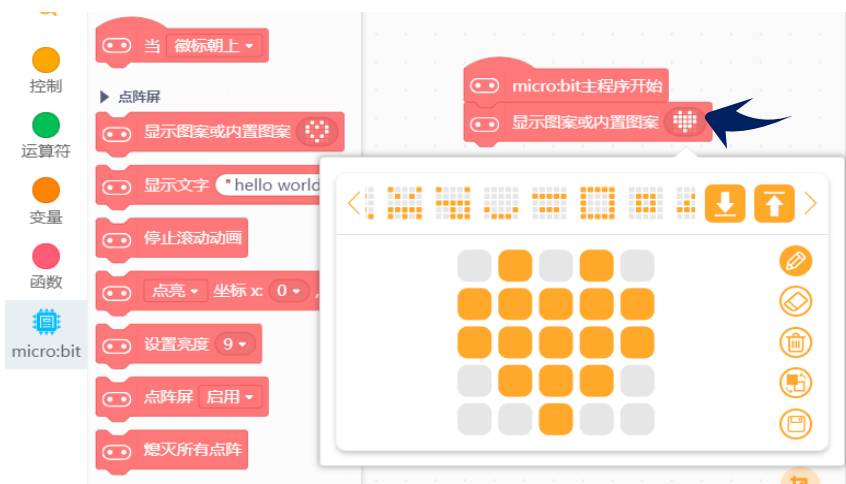 当 徽标朝上
控制
点阵屏
micro:bit主程序开始
显示图案或内置图案
显示图案或内置图案
运算符
显示文字 "hello world
变量
停止滚动动画
函数
点亮 坐标 x: 0 ,
micro:bit
设置亮度 9
点阵屏 启用
熄灭所有点阵